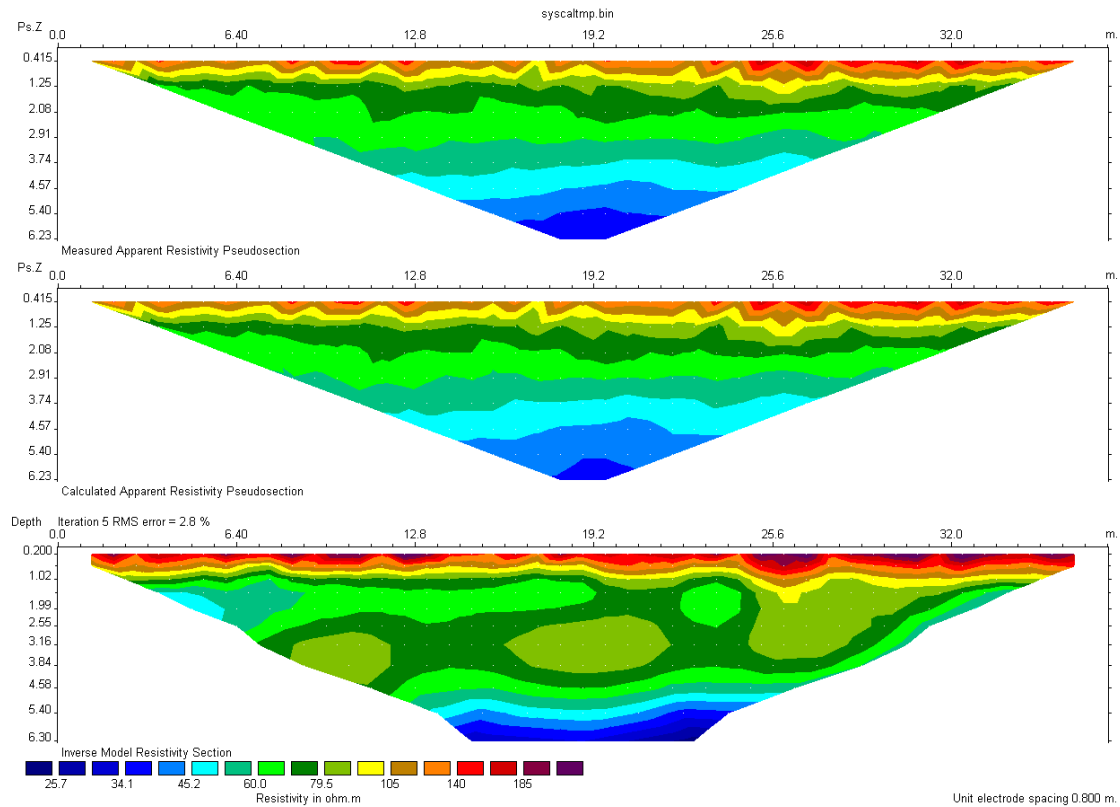 syscaltmp.bin
Ps.Z 0.0 6.40 12.8 19.2 25.6 32.0 m.
0.415
1.25
2.08
2.91
3.74
4.57
5.40
6.23
Measured Apparent Resistivity Pseudosection
Ps.Z 0.0 6.40 12.8 19.2 25.6 32.0 m.
0.415
1.25
2.08
2.91
3.74
4.57
5.40
6.23
Calculated Apparent Resistivity Pseudosection
Depth Iteration 5 RMS error = 2.8 %
0.0 6.40 12.8 19.2 25.6 32.0 m.
0.200
1.02
1.99
2.55
3.16
3.84
4.58
5.40
6.30
Inverse Model Resistivity Section
25.7 34.1 45.2 60.0 79.5 105 140 185
Resistivity in ohm.m Unit electrode spacing 0.800 m.